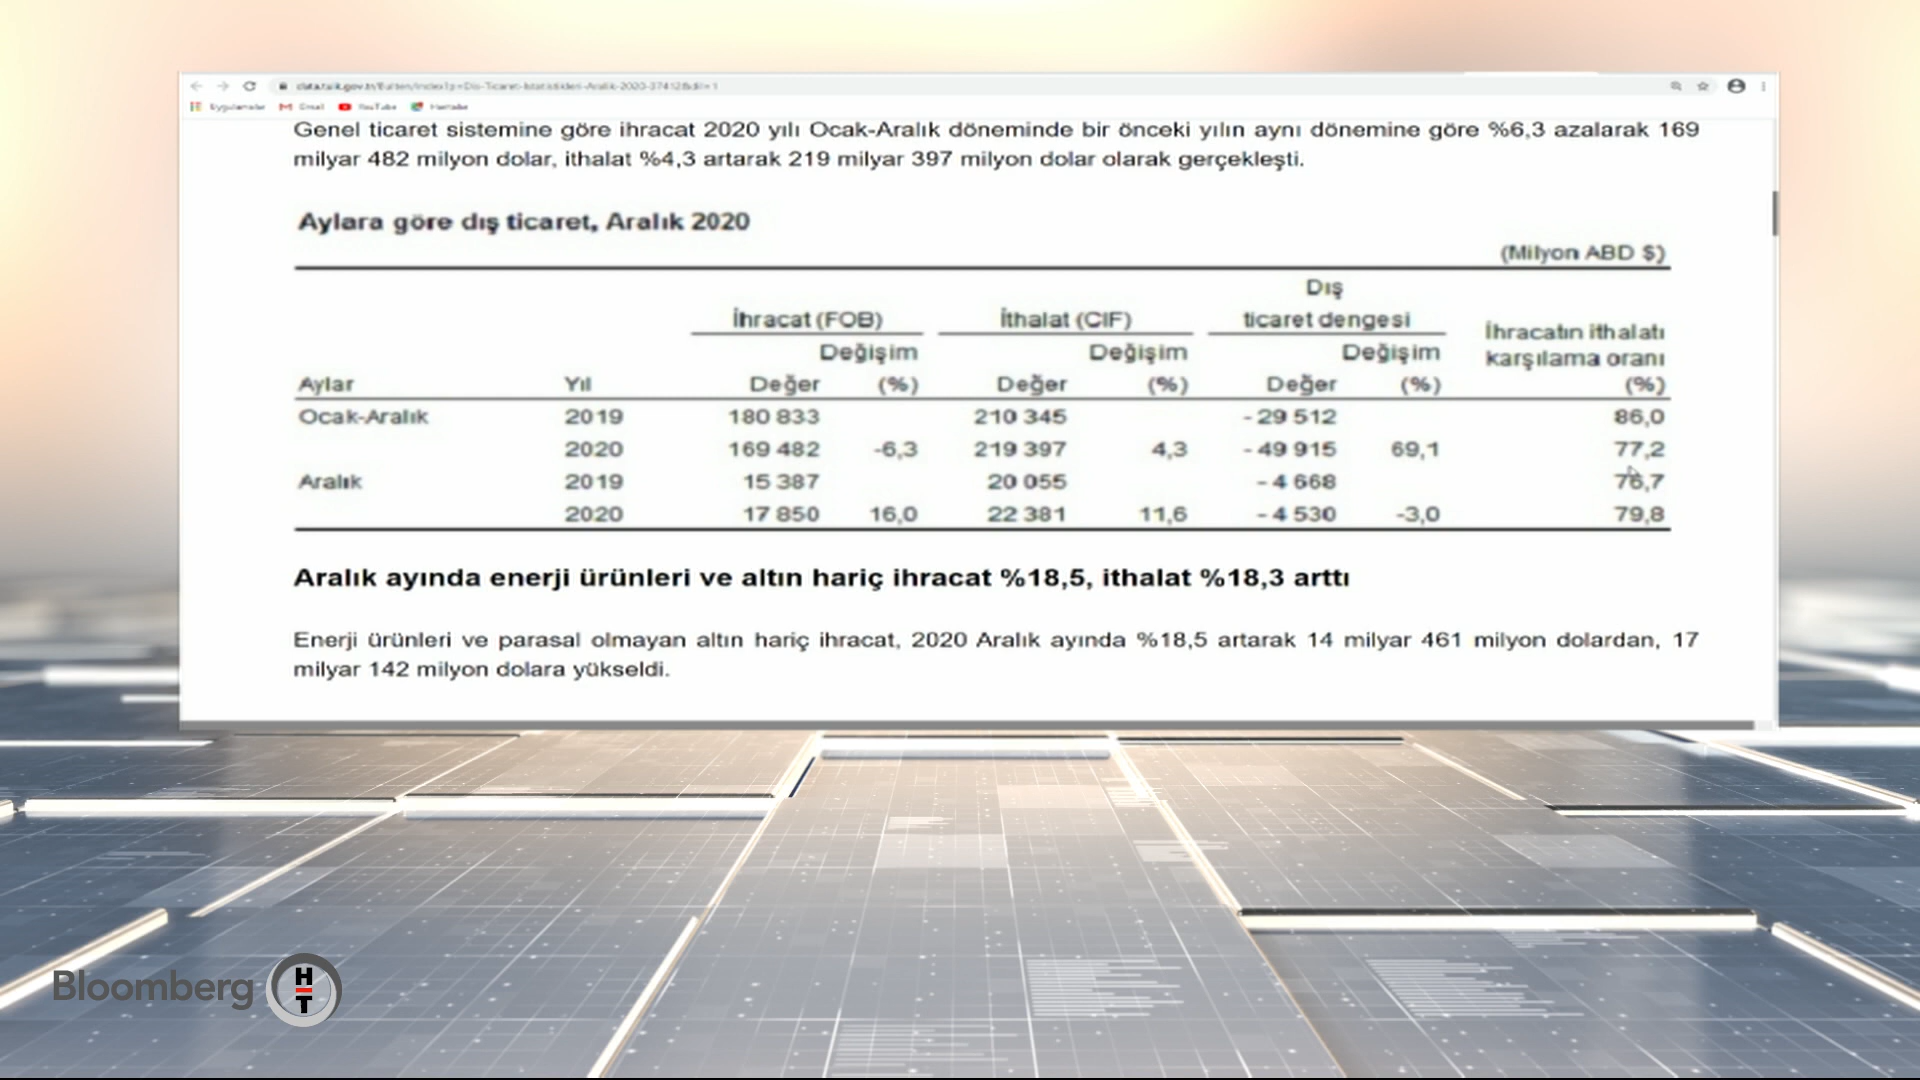 Genel ticaret sistemine göre ihracat 2020 yılı Ocak-Aralık döneminde bir önceki yılın aynı dönemine göre %6,3 azalarak 169
milyar 482 milyon dolar, ithalat %4,3 artarak 219 milyar 397 milyon dolar olarak gerçekleşti.
Aylara göre dış ticaret, Aralık 2020
(Milyon ABD $)
Dış
İhracat (FOB) İthalat (CIF) ticaret dengesi İhracatın ithalatı
Değişim Değişim Değişim karşılama oranı
Aylar Yıl Değer (%) Değer (%) Değer (%) (%)
Ocak-Aralık 2019 180 833 210 345 - 29 512 86,0
2020 169 482 -6,3 219 397 4,3 - 49 915 69,1 77,2
Aralık 2019 15 387 20 055 - 4 668 76,7
2020 17 850 16,0 22 381 11,6 - 4 530 -3,0 79,8
Aralık ayında enerji ürünleri ve altın hariç ihracat %18,5, ithalat %18,3 arttı
Enerji ürünleri ve parasal olmayan altın hariç ihracat, 2020 Aralık ayında %18,5 artarak 14 milyar 461 milyon dolardan, 17
milyar 142 milyon dolara yükseldi.
Bloomberg HT